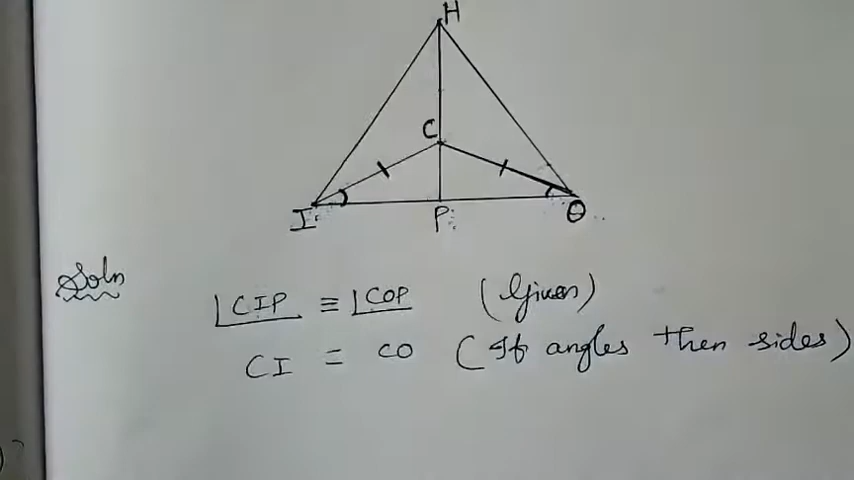 H
C
I P O
Soln
∠CIP ≅ ∠COP (Given)
CI = CO (If angles then sides)